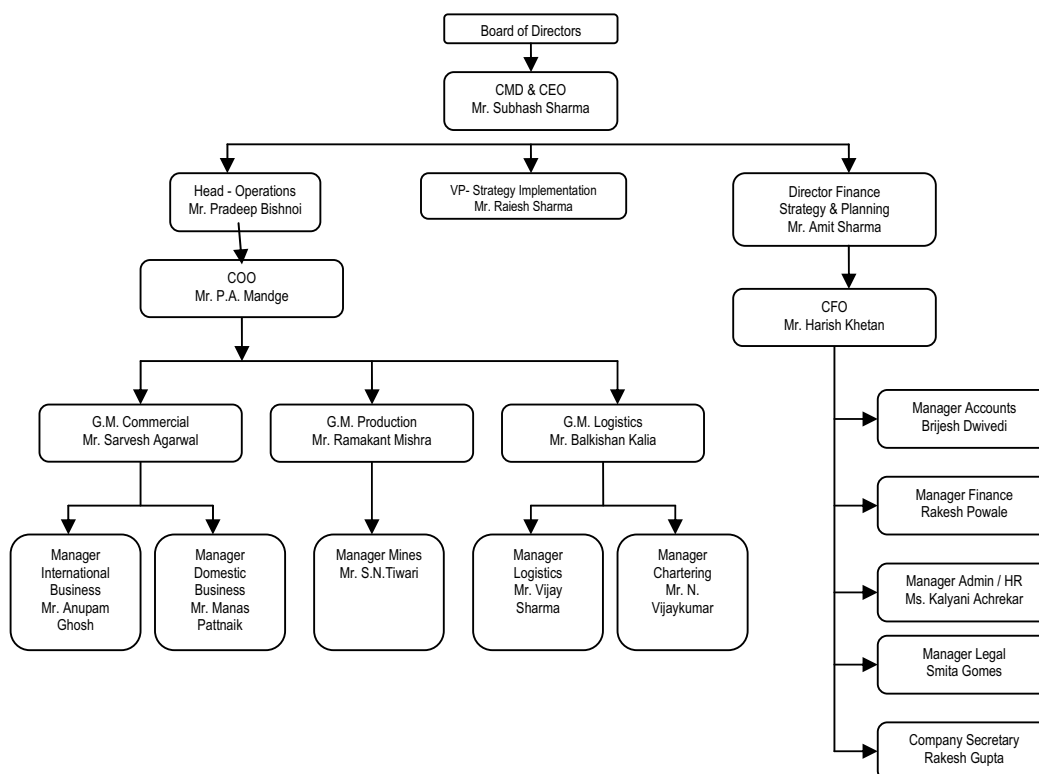 Board of Directors
CMD & CEO
Mr. Subhash Sharma
Head - Operations
Mr. Pradeep Bishnoi
VP- Strategy Implementation
Mr. Raiesh Sharma
Director Finance
Strategy & Planning
Mr. Amit Sharma
COO
Mr. P.A. Mandge
CFO
Mr. Harish Khetan
G.M. Commercial
Mr. Sarvesh Agarwal
G.M. Production
Mr. Ramakant Mishra
G.M. Logistics
Mr. Balkishan Kalia
Manager Accounts
Brijesh Dwivedi
Manager Finance
Rakesh Powale
Manager
International
Business
Mr. Anupam
Ghosh
Manager
Domestic
Business
Mr. Manas
Pattnaik
Manager Mines
Mr. S.N.Tiwari
Manager
Logistics
Mr. Vijay
Sharma
Manager
Chartering
Mr. N.
Vijaykumar
Manager Admin / HR
Ms. Kalyani Achrekar
Manager Legal
Smita Gomes
Company Secretary
Rakesh Gupta